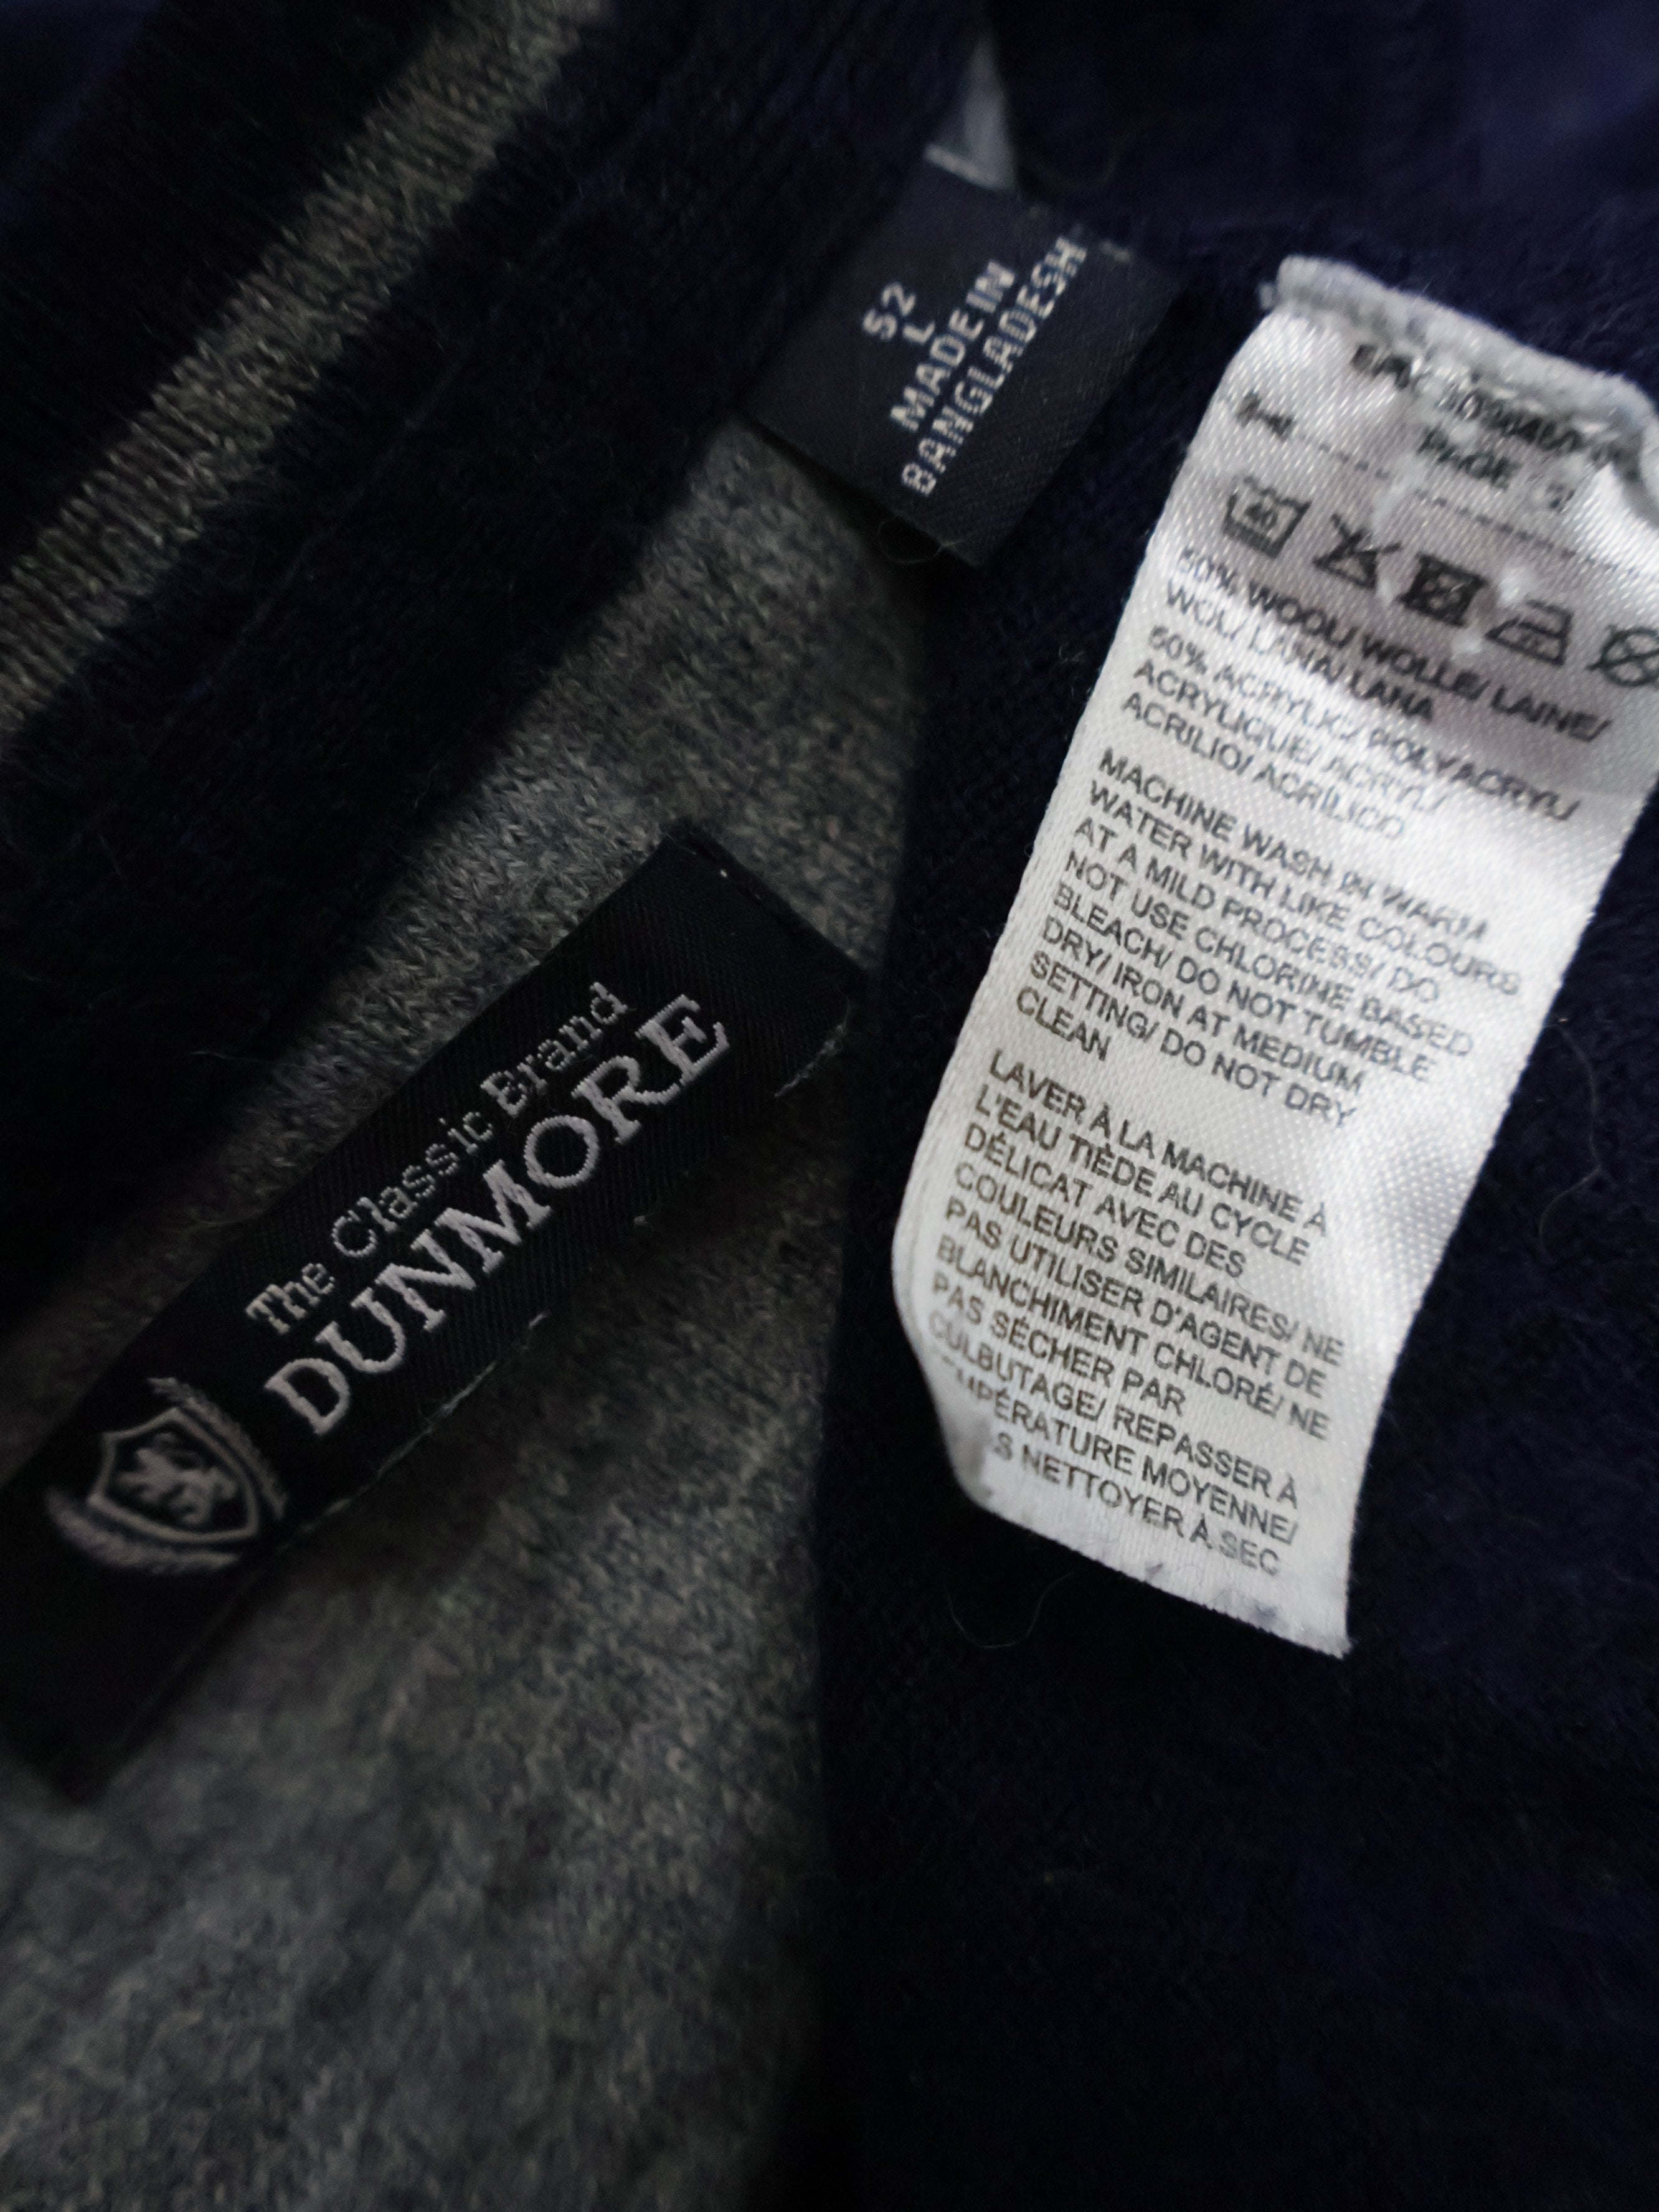 52
L
MADE IN
BANGLADESH
The Classic Brand
DUNMORE
PAGE
40
50% WOOL/ WOLLE/ LAINE/
WOL/ LANA/ LANA
50% ACRYLIC/ POLYACRYL/
ACRYLIQUE/ ACRYL/
ACRILIO/ ACRILICO
MACHINE WASH IN WARM
WATER WITH LIKE COLOURS
AT A MILD PROCESS/ DO
NOT USE CHLORINE BASED
BLEACH/ DO NOT TUMBLE
DRY/ IRON AT MEDIUM
SETTING/ DO NOT DRY
CLEAN
LAVER À LA MACHINE À
L'EAU TIÈDE AU CYCLE
DÉLICAT AVEC DES
COULEURS SIMILAIRES/ NE
PAS UTILISER D'AGENT DE
BLANCHIMENT CHLORÉ/ NE
PAS SÉCHER PAR
CULBUTAGE/ REPASSER À
MPÉRATURE MOYENNE/
S NETTOYER À SEC